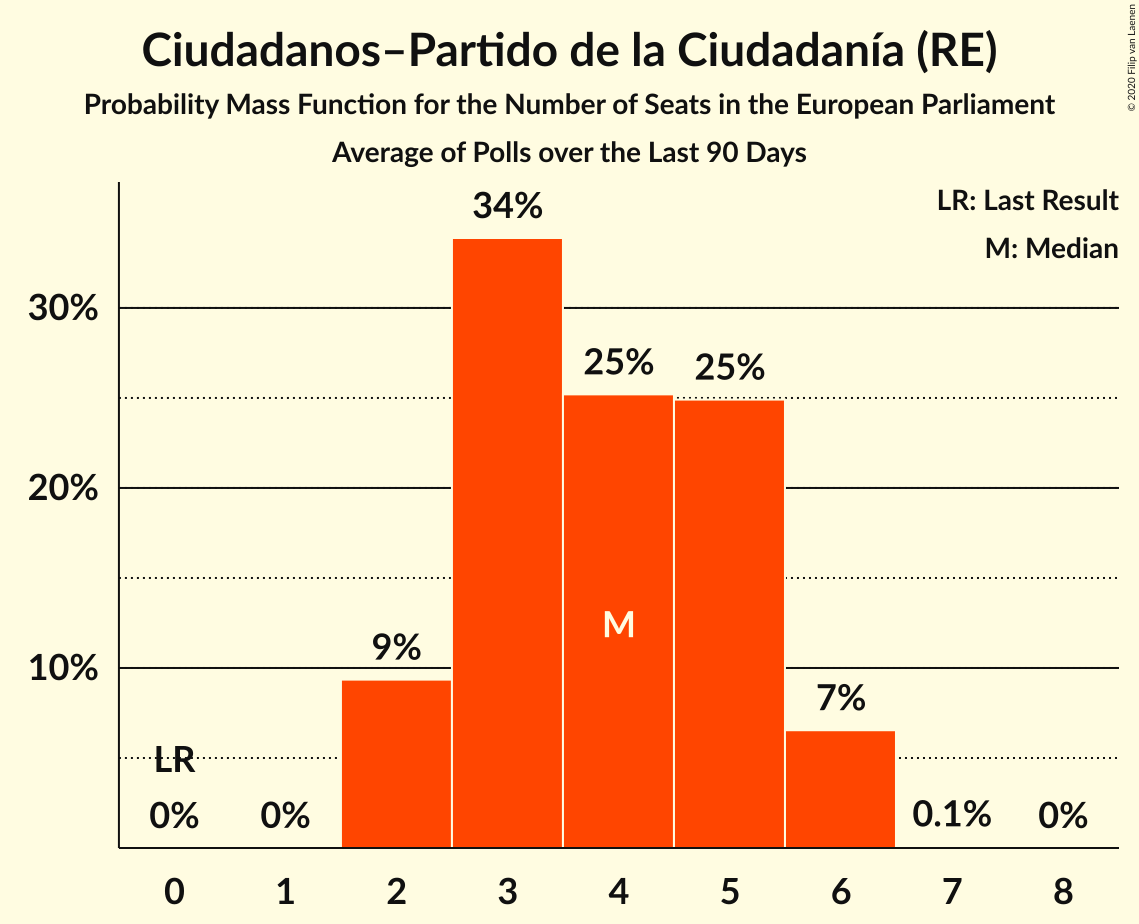 Ciudadanos–Partido de la Ciudadanía (RE)
Probability Mass Function for the Number of Seats in the European Parliament
Average of Polls over the Last 90 Days
© 2020 Filip van Laenen
LR: Last Result
M: Median
34%
30%
25%
25%
20%
M
9%
10%
7%
LR
0%
0%
0.1%
0%
0 1 2 3 4 5 6 7 8